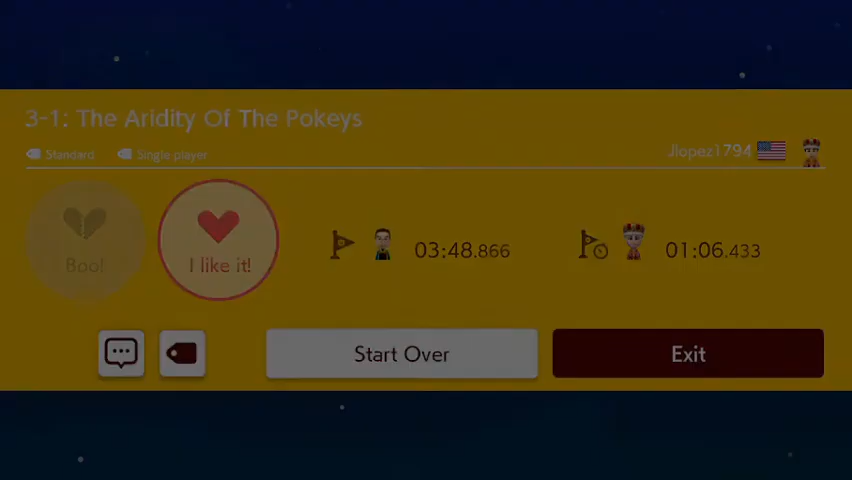 3-1: The Aridity Of The Pokeys
Standard Single player
Jlopez1794
Boo!
I like it!
03:48.866
01:06.433
Start Over
Exit